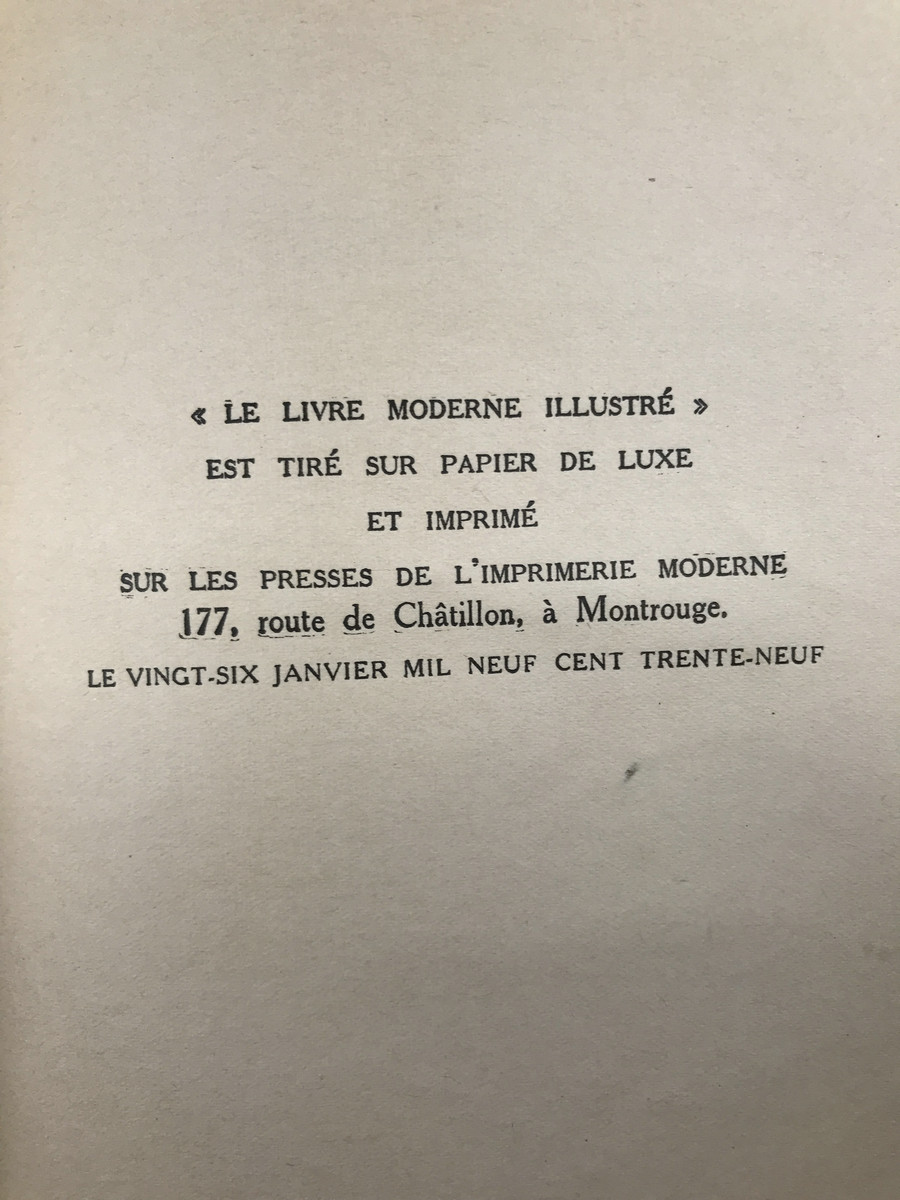 « LE LIVRE MODERNE ILLUSTRÉ »
EST TIRÉ SUR PAPIER DE LUXE
ET IMPRIMÉ
SUR LES PRESSES DE L'IMPRIMERIE MODERNE
177, route de Châtillon, à Montrouge.
LE VINGT-SIX JANVIER MIL NEUF CENT TRENTE-NEUF